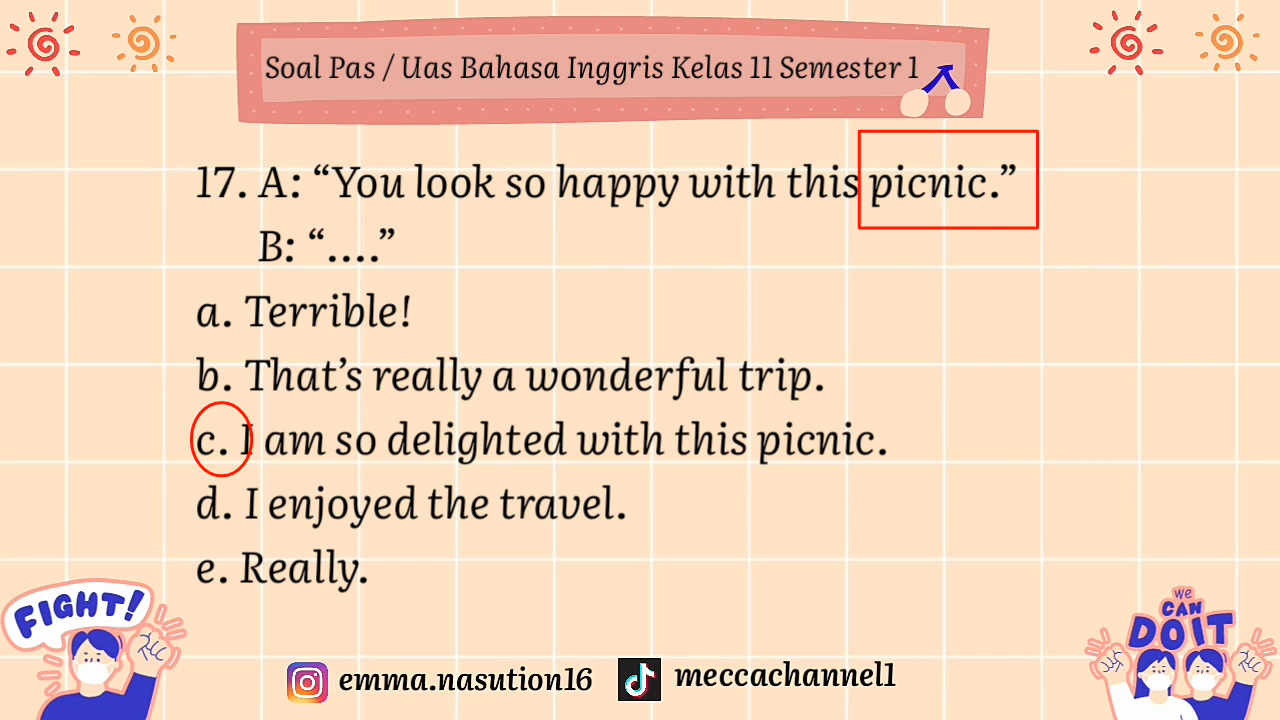 Soal Pas / Uas Bahasa Inggris Kelas 11 Semester 1
17. A: “You look so happy with this picnic.”
B: “....”
a. Terrible!
b. That’s really a wonderful trip.
c. I am so delighted with this picnic.
d. I enjoyed the travel.
e. Really.
FIGHT!
We
CAN
DO IT
emma.nasution16
meccachannel1